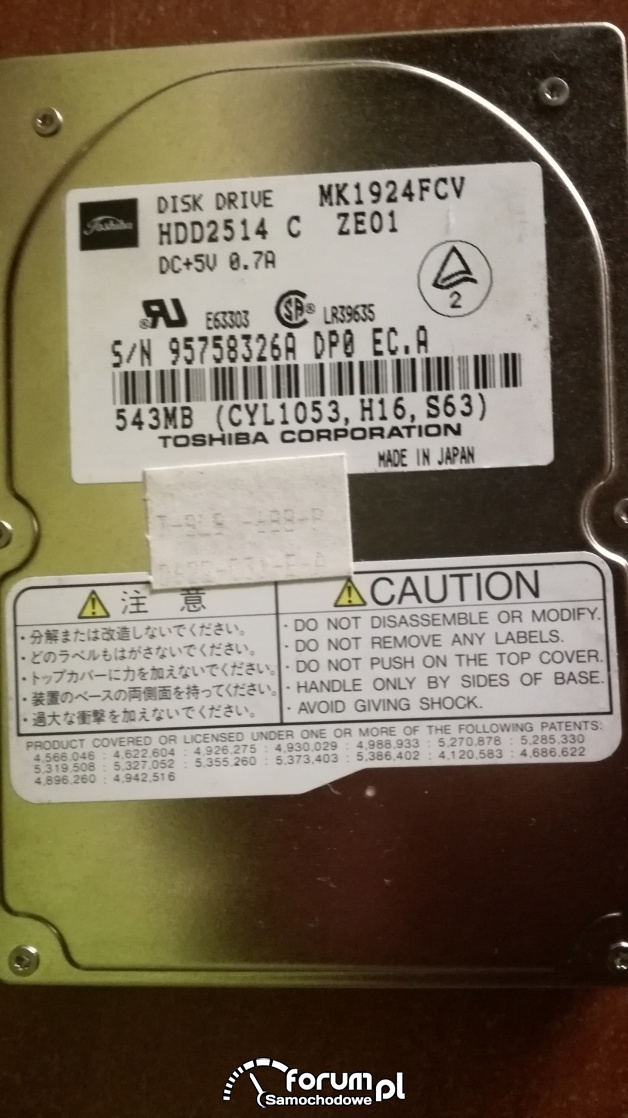 Toshiba
DISK DRIVE MK1924FCV
HDD2514 C ZE01
DC+5V 0.7A
2
E63303 LR39635
S/N 95758326A DP0 EC.A
543MB (CYL1053, H16, S63)
TOSHIBA CORPORATION
MADE IN JAPAN
注意
・分解または改造しないでください。
・どのラベルもはがさないでください。
・トップカバーに力を加えないでください。
・装置のベースの両側面を持ってください。
・過大な衝撃を加えないでください。
CAUTION
· DO NOT DISASSEMBLE OR MODIFY.
· DO NOT REMOVE ANY LABELS.
· DO NOT PUSH ON THE TOP COVER.
· HANDLE ONLY BY SIDES OF BASE.
· AVOID GIVING SHOCK.
PRODUCT COVERED OR LICENSED UNDER ONE OR MORE OF THE FOLLOWING PATENTS:
4,566,046 : 4,622,604 : 4,926,275 : 4,930,029 : 4,988,933 : 5,270,878 : 5,285,330
5,319,508 : 5,327,052 : 5,355,260 : 5,373,403 : 5,386,402 : 4,120,583 : 4,686,622
4,896,260 : 4,942,516
forum.pl
Samochodowe